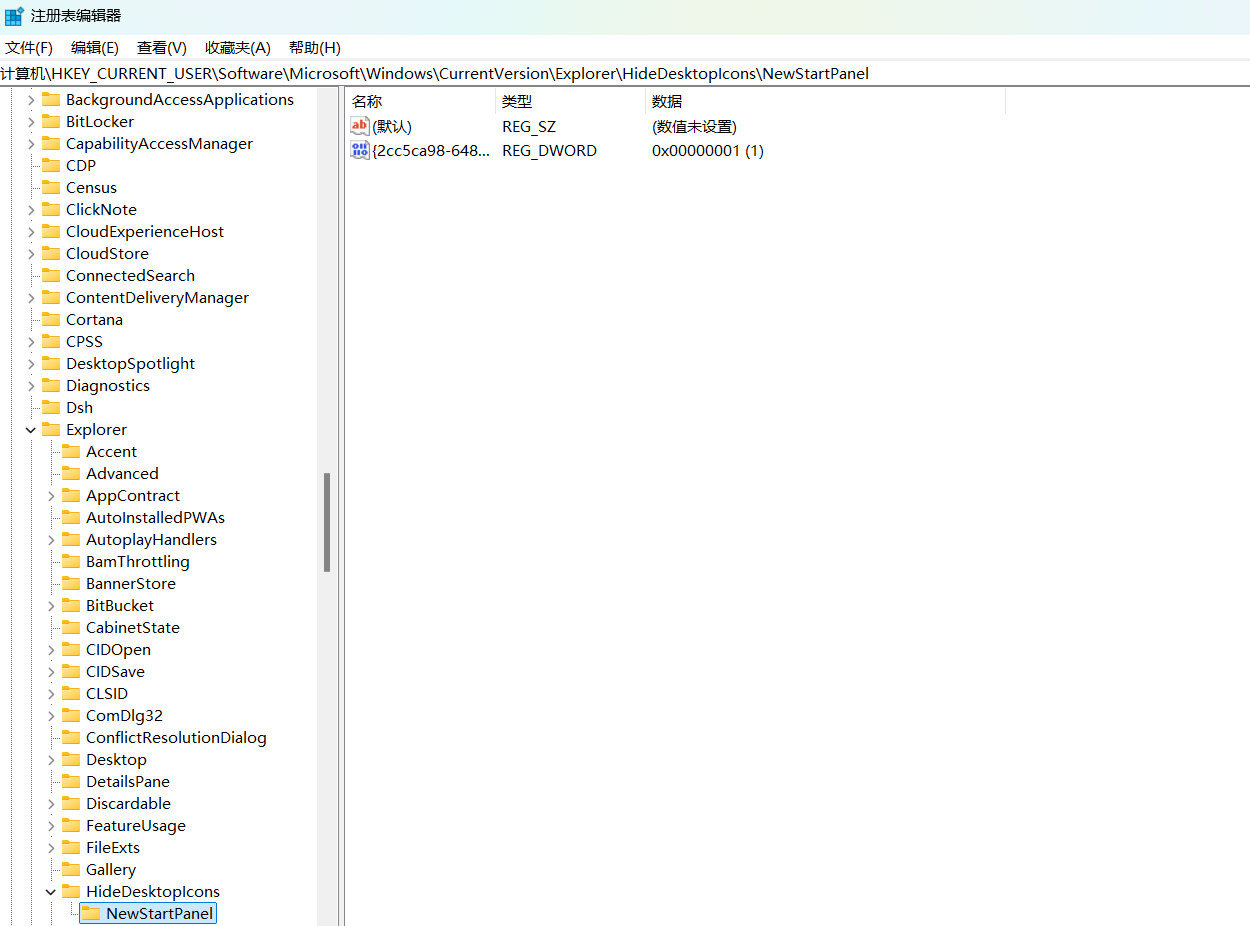 注册表编辑器
文件(F) 编辑(E) 查看(V) 收藏夹(A) 帮助(H)
计算机\HKEY_CURRENT_USER\Software\Microsoft\Windows\CurrentVersion\Explorer\HideDesktopIcons\NewStartPanel
BackgroundAccessApplications
BitLocker
CapabilityAccessManager
CDP
Census
ClickNote
CloudExperienceHost
CloudStore
ConnectedSearch
ContentDeliveryManager
Cortana
CPSS
DesktopSpotlight
Diagnostics
Dsh
Explorer
Accent
Advanced
AppContract
AutoInstalledPWAs
AutoplayHandlers
BamThrottling
BannerStore
BitBucket
CabinetState
CIDOpen
CIDSave
CLSID
ComDlg32
ConflictResolutionDialog
Desktop
DetailsPane
Discardable
FeatureUsage
FileExts
Gallery
HideDesktopIcons
NewStartPanel
名称 类型 数据
(默认) REG_SZ (数值未设置)
{2cc5ca98-648... REG_DWORD 0x00000001 (1)